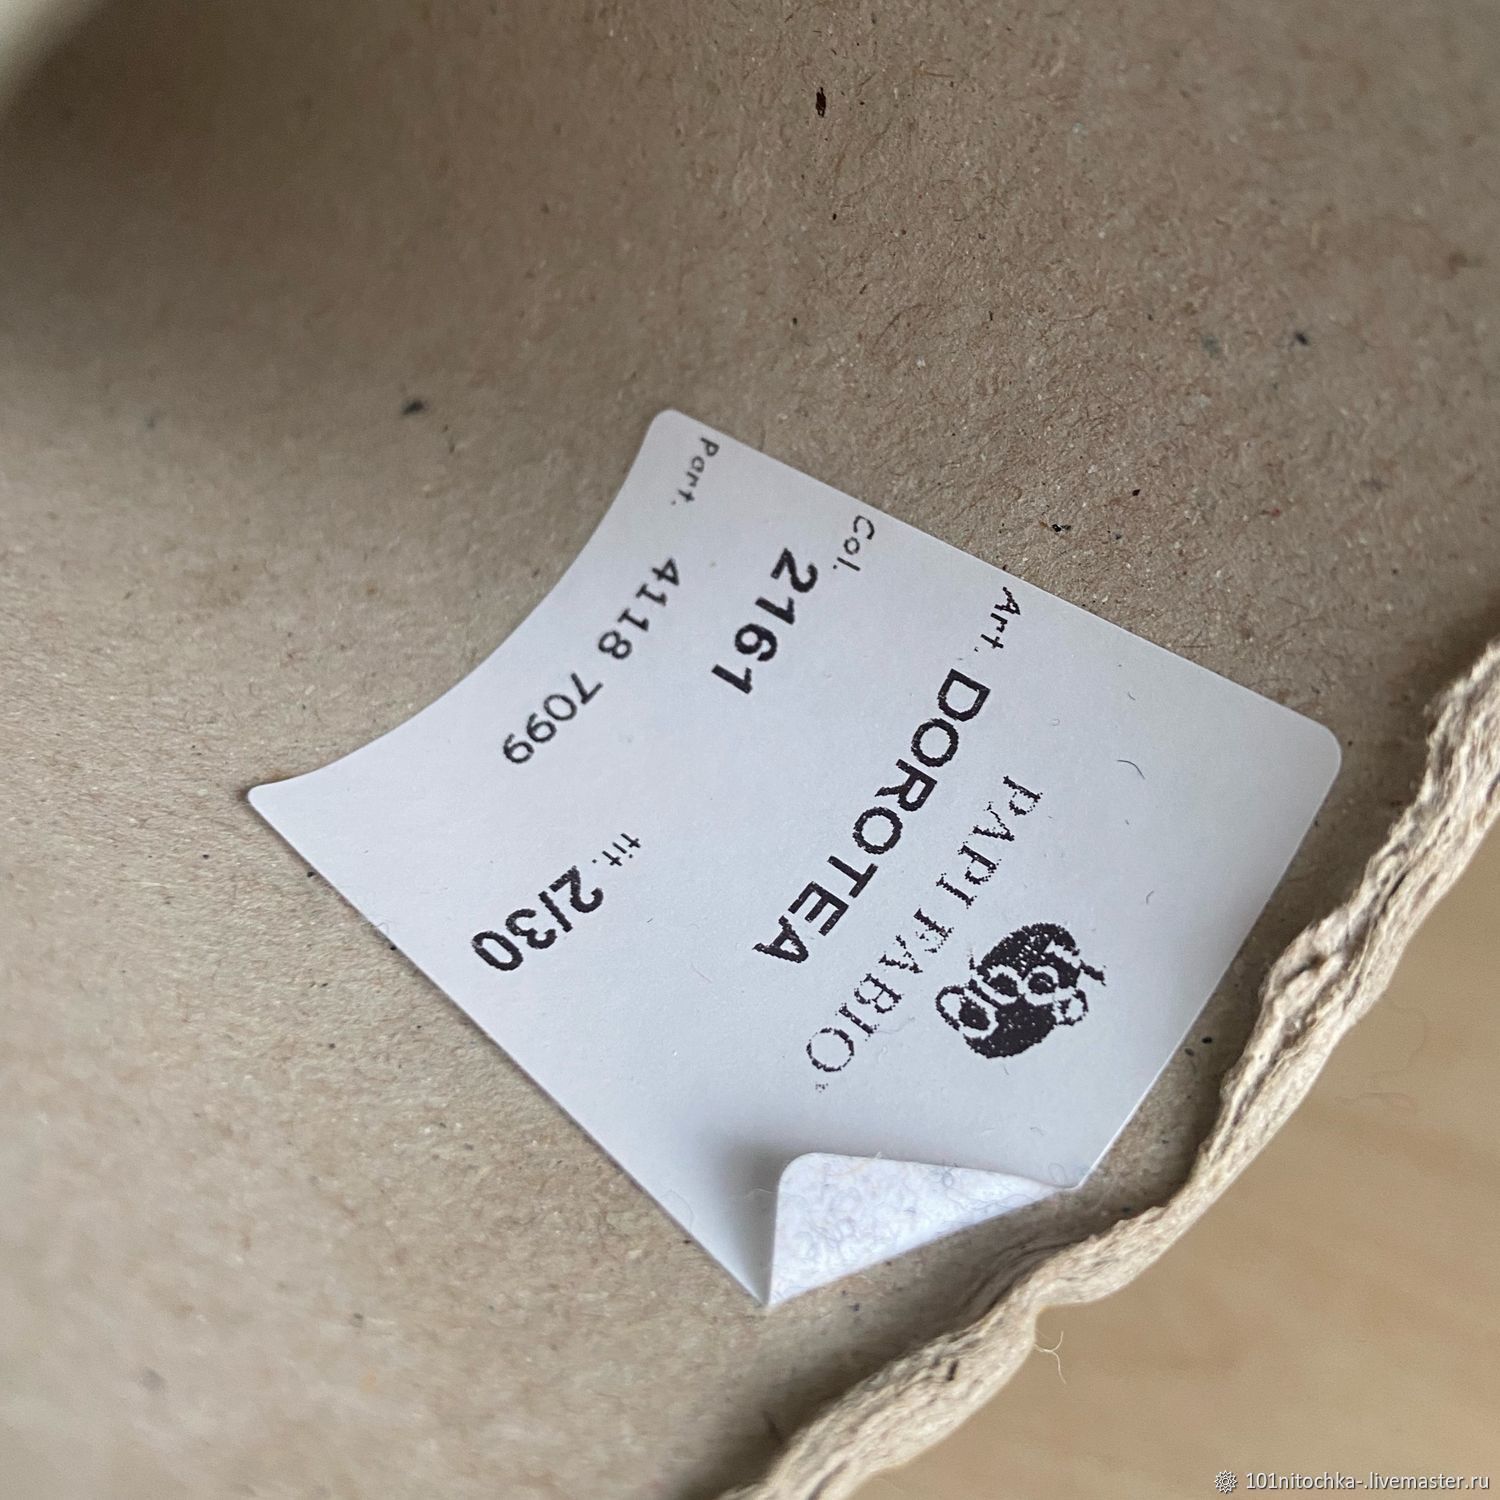 PAPI FABIO
Art. DOROTEA
Col. 2161
Part. 4118 7099
tit. 2/30
101nitochka-.livemaster.ru